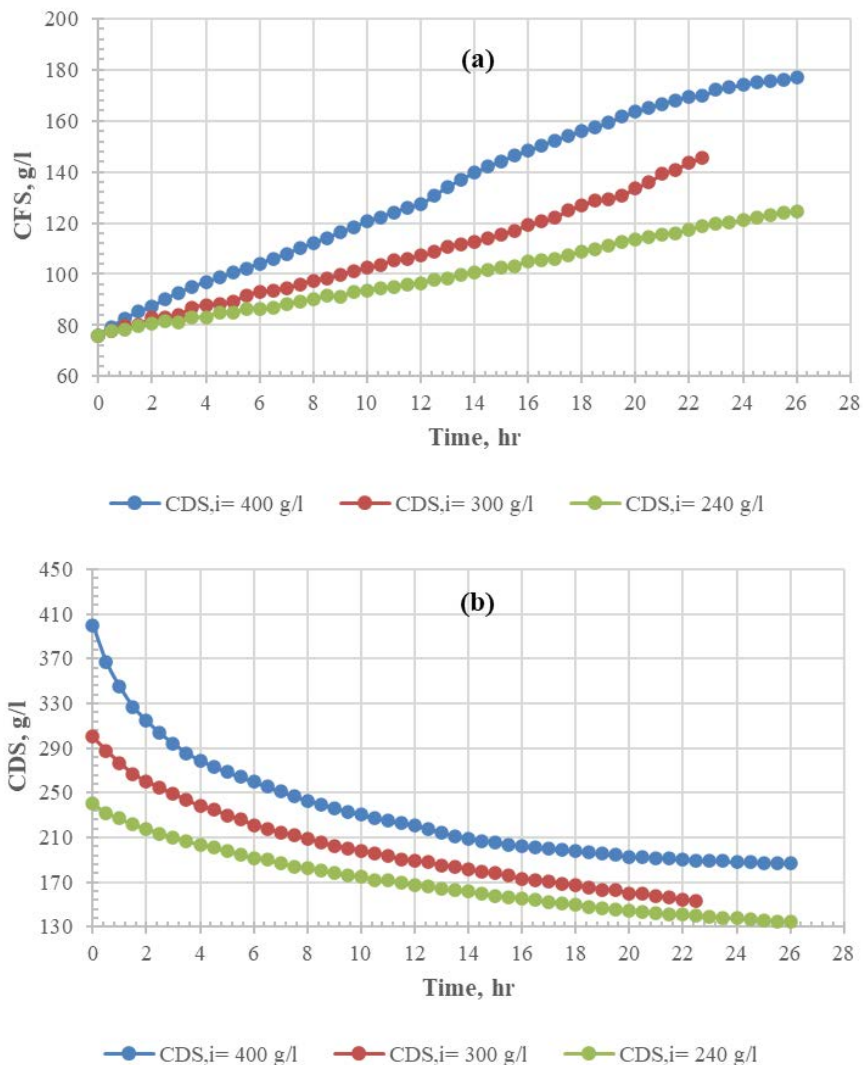 (a)
CFS, g/l
200
180
160
140
120
100
80
60
0 2 4 6 8 10 12 14 16 18 20 22 24 26 28
Time, hr
CDS,i= 400 g/l CDS,i= 300 g/l CDS,i= 240 g/l
(b)
CDS, g/l
450
410
370
330
290
250
210
170
130
0 2 4 6 8 10 12 14 16 18 20 22 24 26 28
Time, hr
CDS,i= 400 g/l CDS,i= 300 g/l CDS,i= 240 g/l